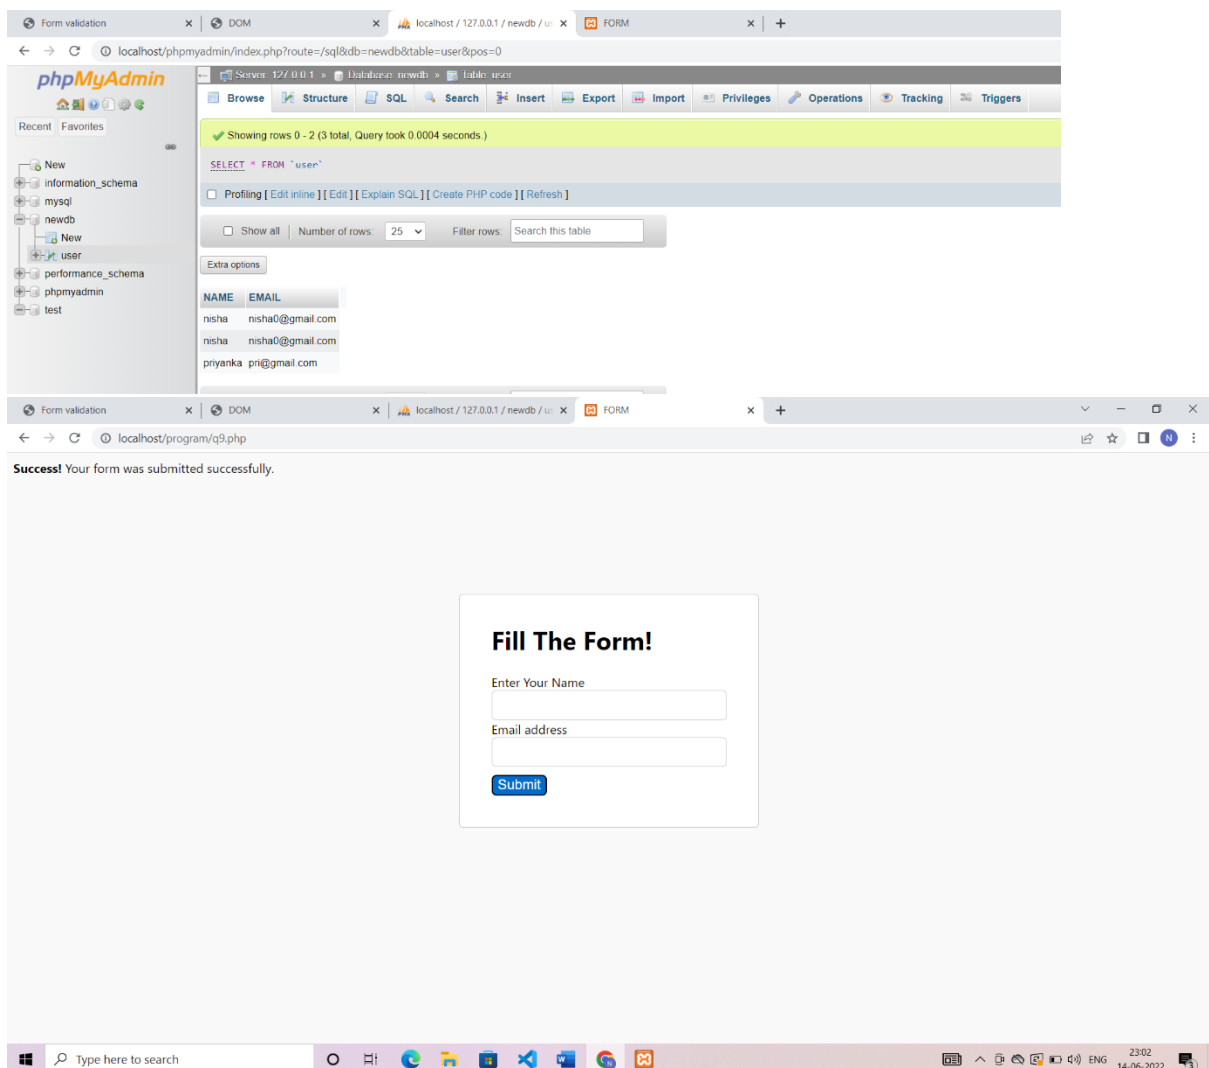 Form validation DOM localhost / 127.0.0.1 / newdb / us FORM
localhost/phpmyadmin/index.php?route=/sql&db=newdb&table=user&pos=0
phpMyAdmin
Recent Favorites
New
information_schema
mysql
newdb
New
user
performance_schema
phpmyadmin
test
Server: 127.0.0.1 » Database: newdb » Table: user
Browse Structure SQL Search Insert Export Import Privileges Operations Tracking Triggers
Showing rows 0 - 2 (3 total, Query took 0.0004 seconds.)
SELECT * FROM `user`
Profiling [ Edit inline ] [ Edit ] [ Explain SQL ] [ Create PHP code ] [ Refresh ]
Show all | Number of rows: 25 Filter rows: Search this table
Extra options
NAME EMAIL
nisha nisha0@gmail.com
nisha nisha0@gmail.com
priyanka pri@gmail.com
Form validation DOM localhost / 127.0.0.1 / newdb / us FORM
localhost/program/q9.php
N
Success! Your form was submitted successfully.
Fill The Form!
Enter Your Name
Email address
Submit
Type here to search
ENG
23:02
14-06-2022
3